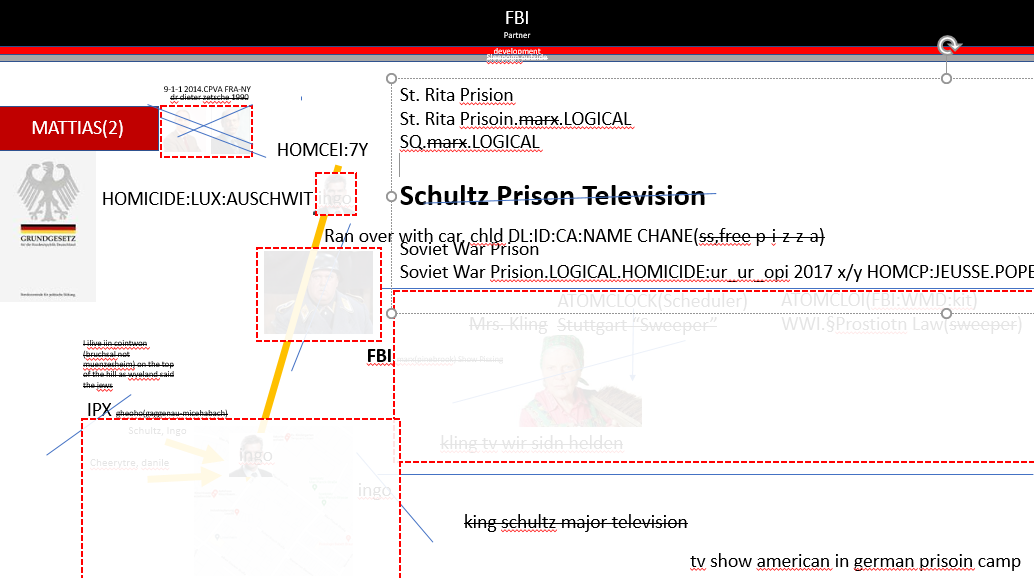 FBI
Partner
development,
9-1-1 2014.CPVA FRA-NY
dr dieter zetsche 1990
MATTIAS(2)
HOMCEI:7Y
St. Rita Prision
St. Rita Prisoin.marx.LOGICAL
SQ.marx.LOGICAL
GRUNDGESETZ
HOMICIDE:LUX:AUSCHWIT
ingo
Schultz Prison Television
Ran over with car, chld DL:ID:CA:NAME CHANE(ss,free p-i-z-z-a)
Soviet War Prison
Soviet War Prision.LOGICAL.HOMICIDE:ur_ur_opi 2017 x/y HOMCP:JEUSSE.POPE
ATOMCLOCK(Scheduler)
ATOMCLOI(FBI:WMD:kit)
Mrs. Kling
Stuttgart “Sweeper”
WWI.§Prostiotn Law(sweeper)
I ilive iin sointwon
(bruchsal not
muenzesheim) on the top
of the hill as wyeland said
the jews
FBI
IPX
gheoho(gaggenau-micehabach)
Schultz, Ingo
Cheerytre, danile
ingo
ingo
kling tv wir sidn helden
king schultz major television
tv show american in german prisoin camp